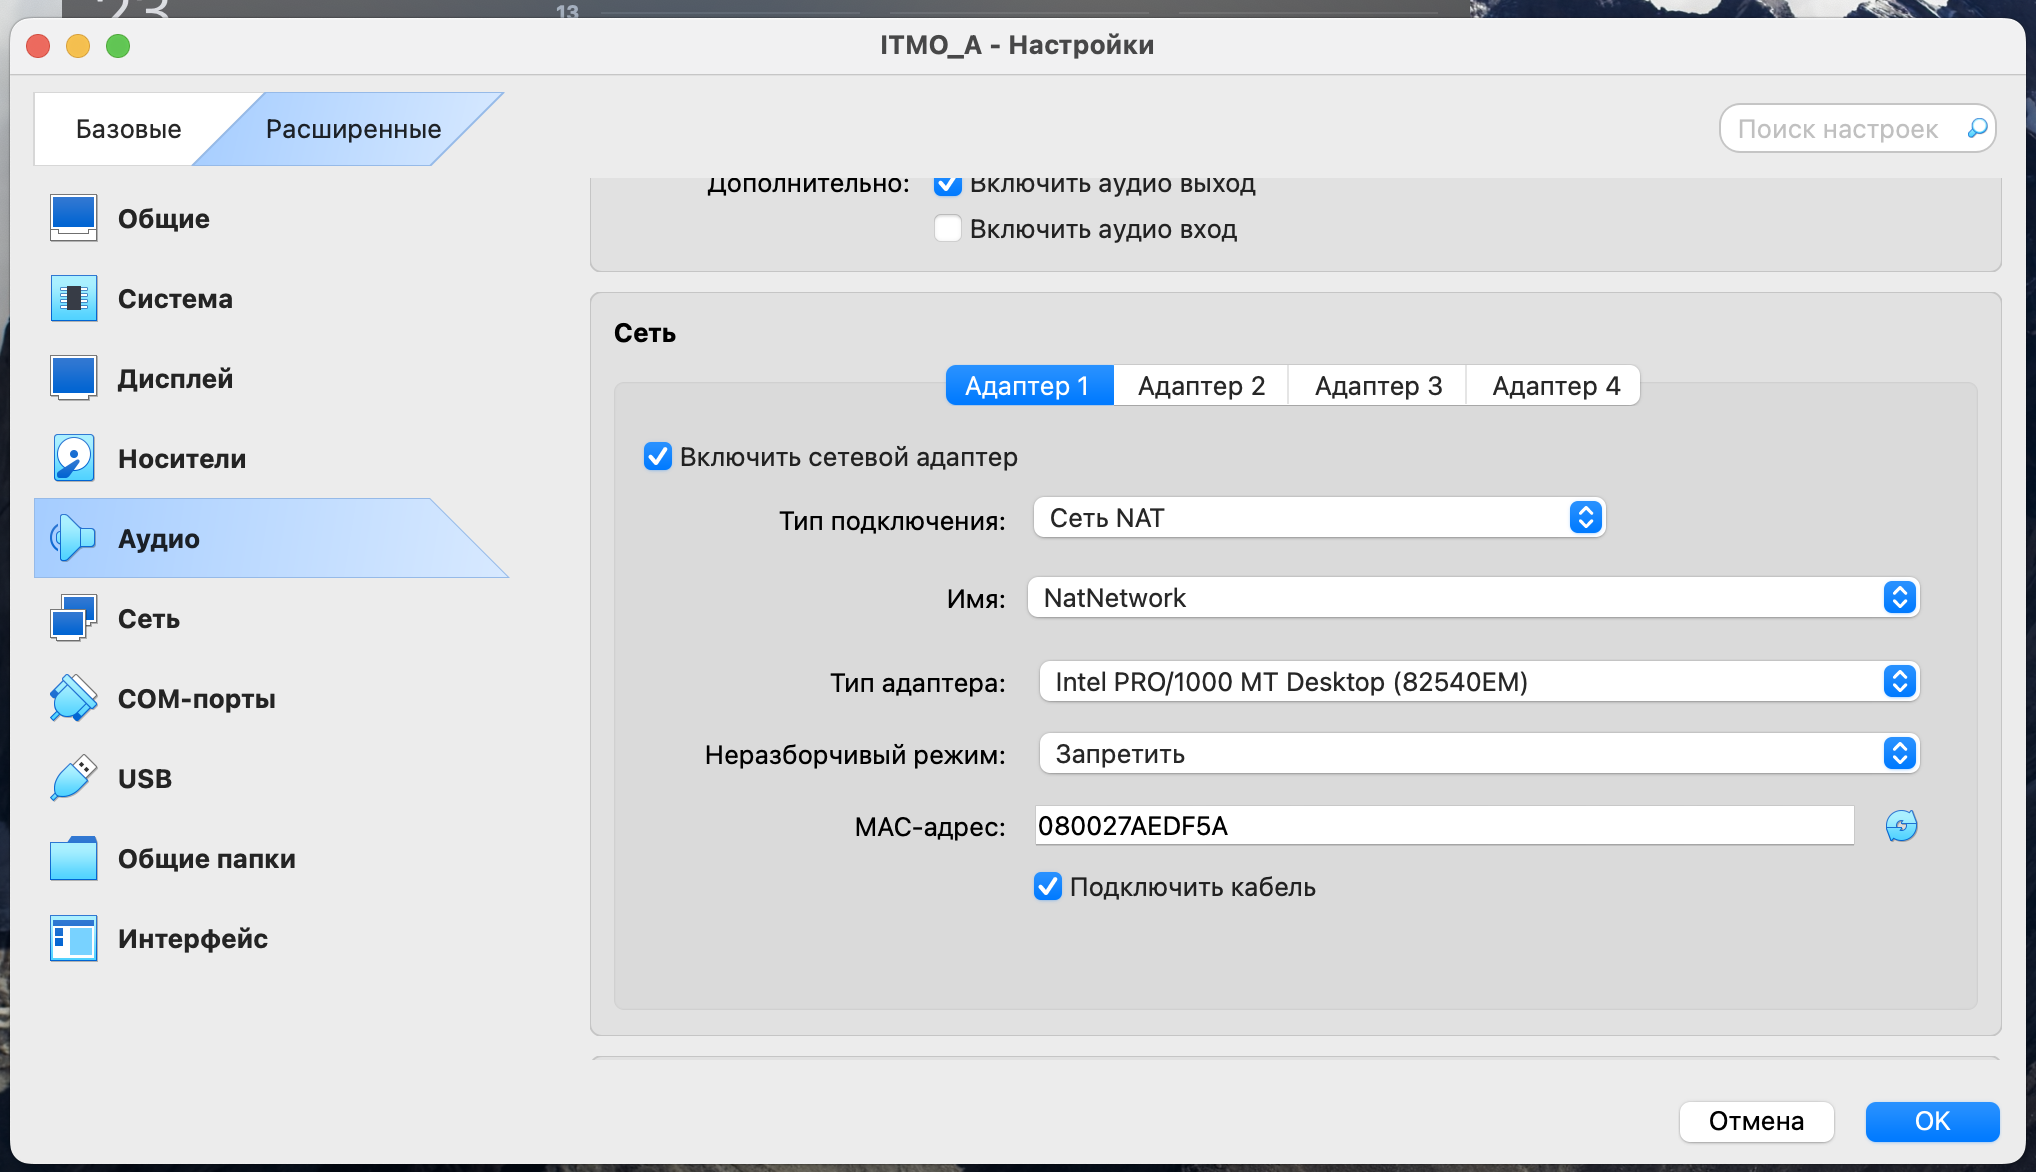 23
13
ITMO_A - Настройки
Базовые
Расширенные
Поиск настроек
Общие
Система
Дисплей
Носители
Аудио
Сеть
COM-порты
USB
Общие папки
Интерфейс
Дополнительно:
Включить аудио выход
Включить аудио вход
Сеть
Адаптер 1
Адаптер 2
Адаптер 3
Адаптер 4
Включить сетевой адаптер
Тип подключения:
Сеть NAT
Имя:
NatNetwork
Тип адаптера:
Intel PRO/1000 MT Desktop (82540EM)
Неразборчивый режим:
Запретить
MAC-адрес:
080027AEDF5A
Подключить кабель
Отмена
OK